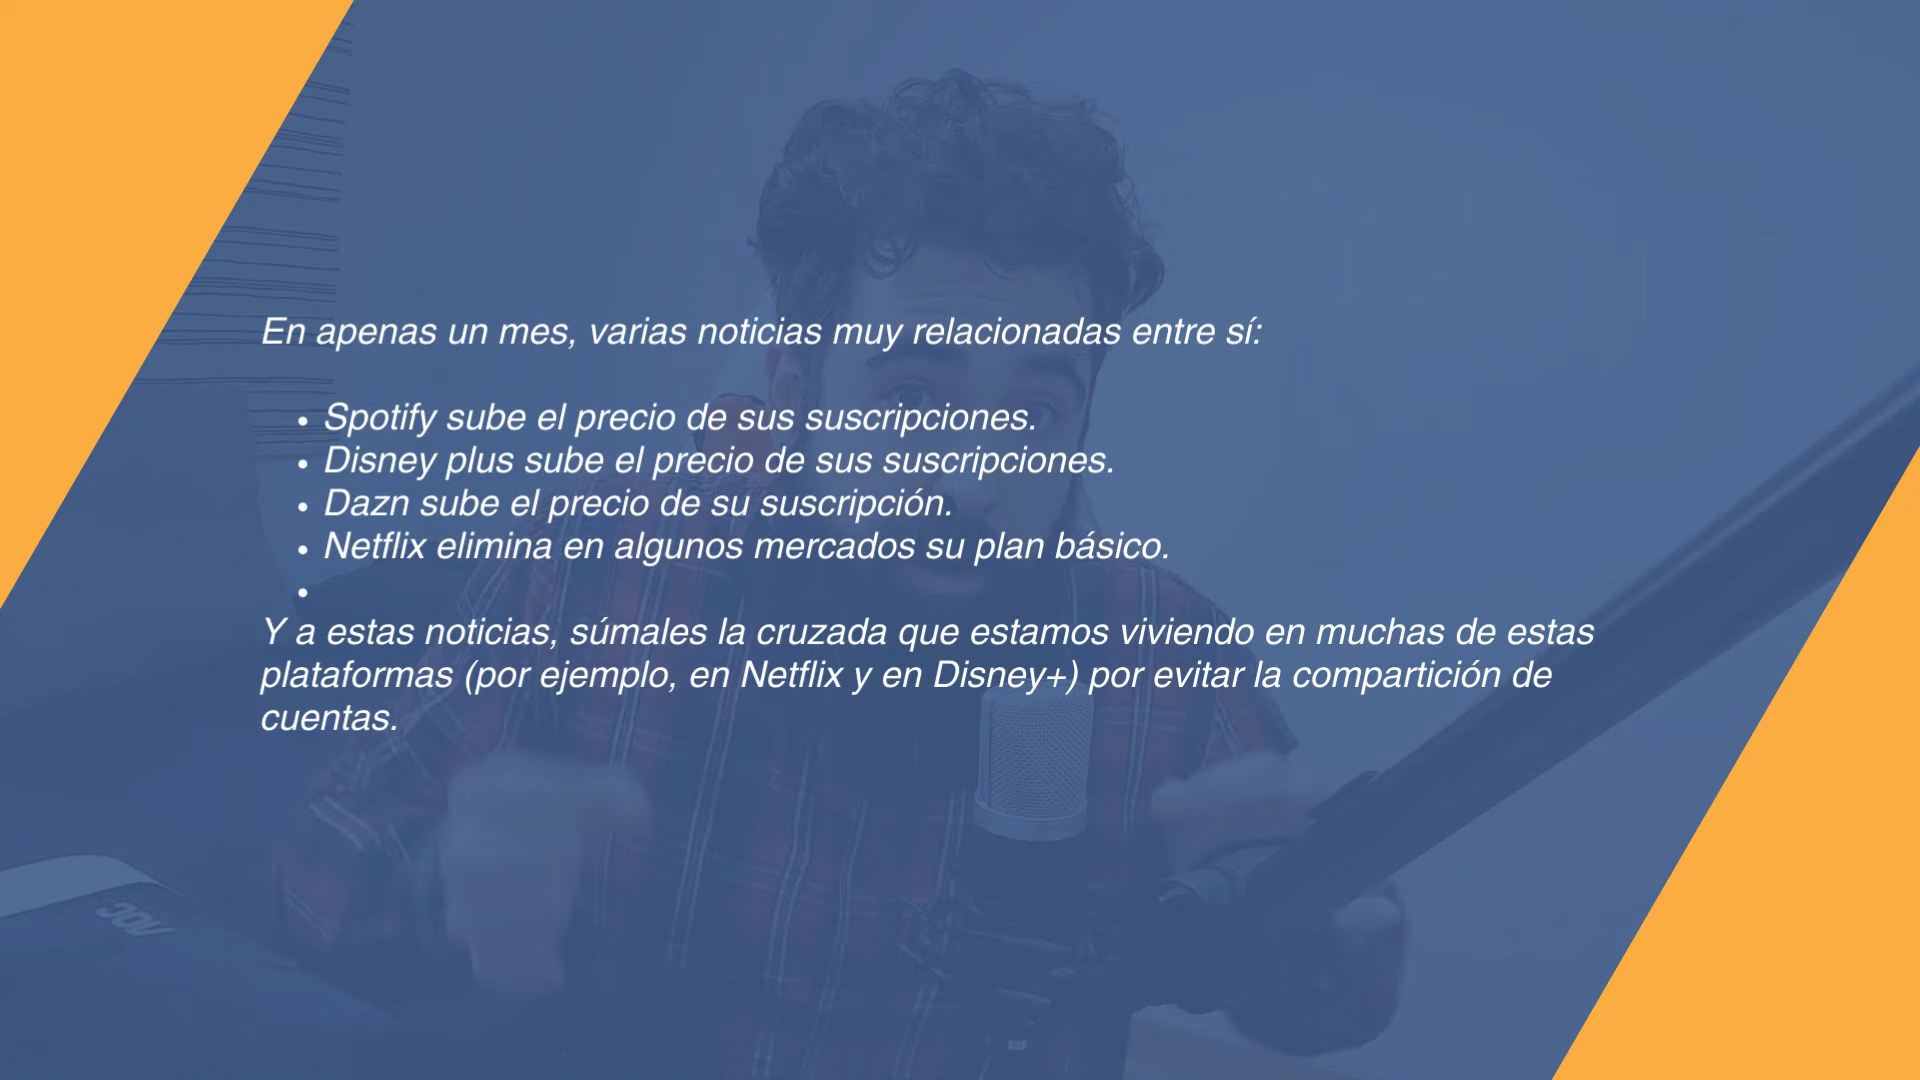 En apenas un mes, varias noticias muy relacionadas entre sí:
• Spotify sube el precio de sus suscripciones.
• Disney plus sube el precio de sus suscripciones.
• Dazn sube el precio de su suscripción.
• Netflix elimina en algunos mercados su plan básico.
•
Y a estas noticias, súmales la cruzada que estamos viviendo en muchas de estas
plataformas (por ejemplo, en Netflix y en Disney+) por evitar la compartición de
cuentas.
AOC